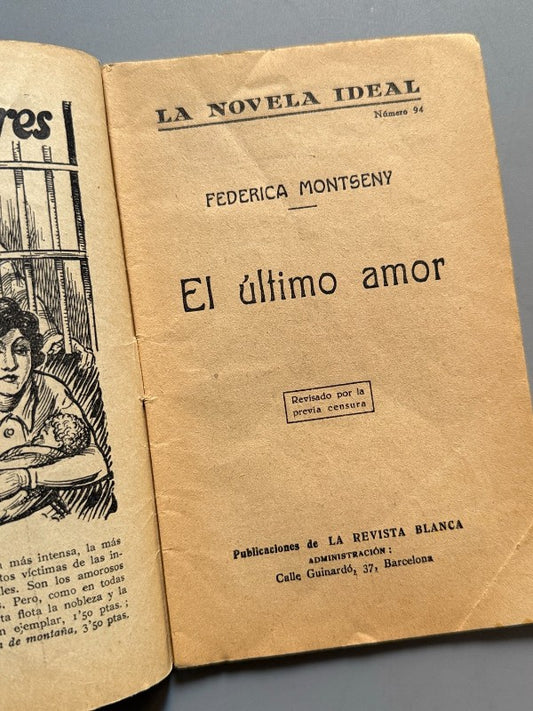 res
a más intensa, la más
tos víctimas de las in-
les. Son los amorosos
s. Pero, como en todas
ta flota la nobleza y la
n ejemplar, 1'50 ptas.;
de montaña, 3'50 ptas.
LA NOVELA IDEAL
Número 94
FEDERICA MONTSENY
El último amor
Revisado por la
previa censura
Publicaciones de LA REVISTA BLANCA
ADMINISTRACIÓN:
Calle Guinardó, 37, Barcelona